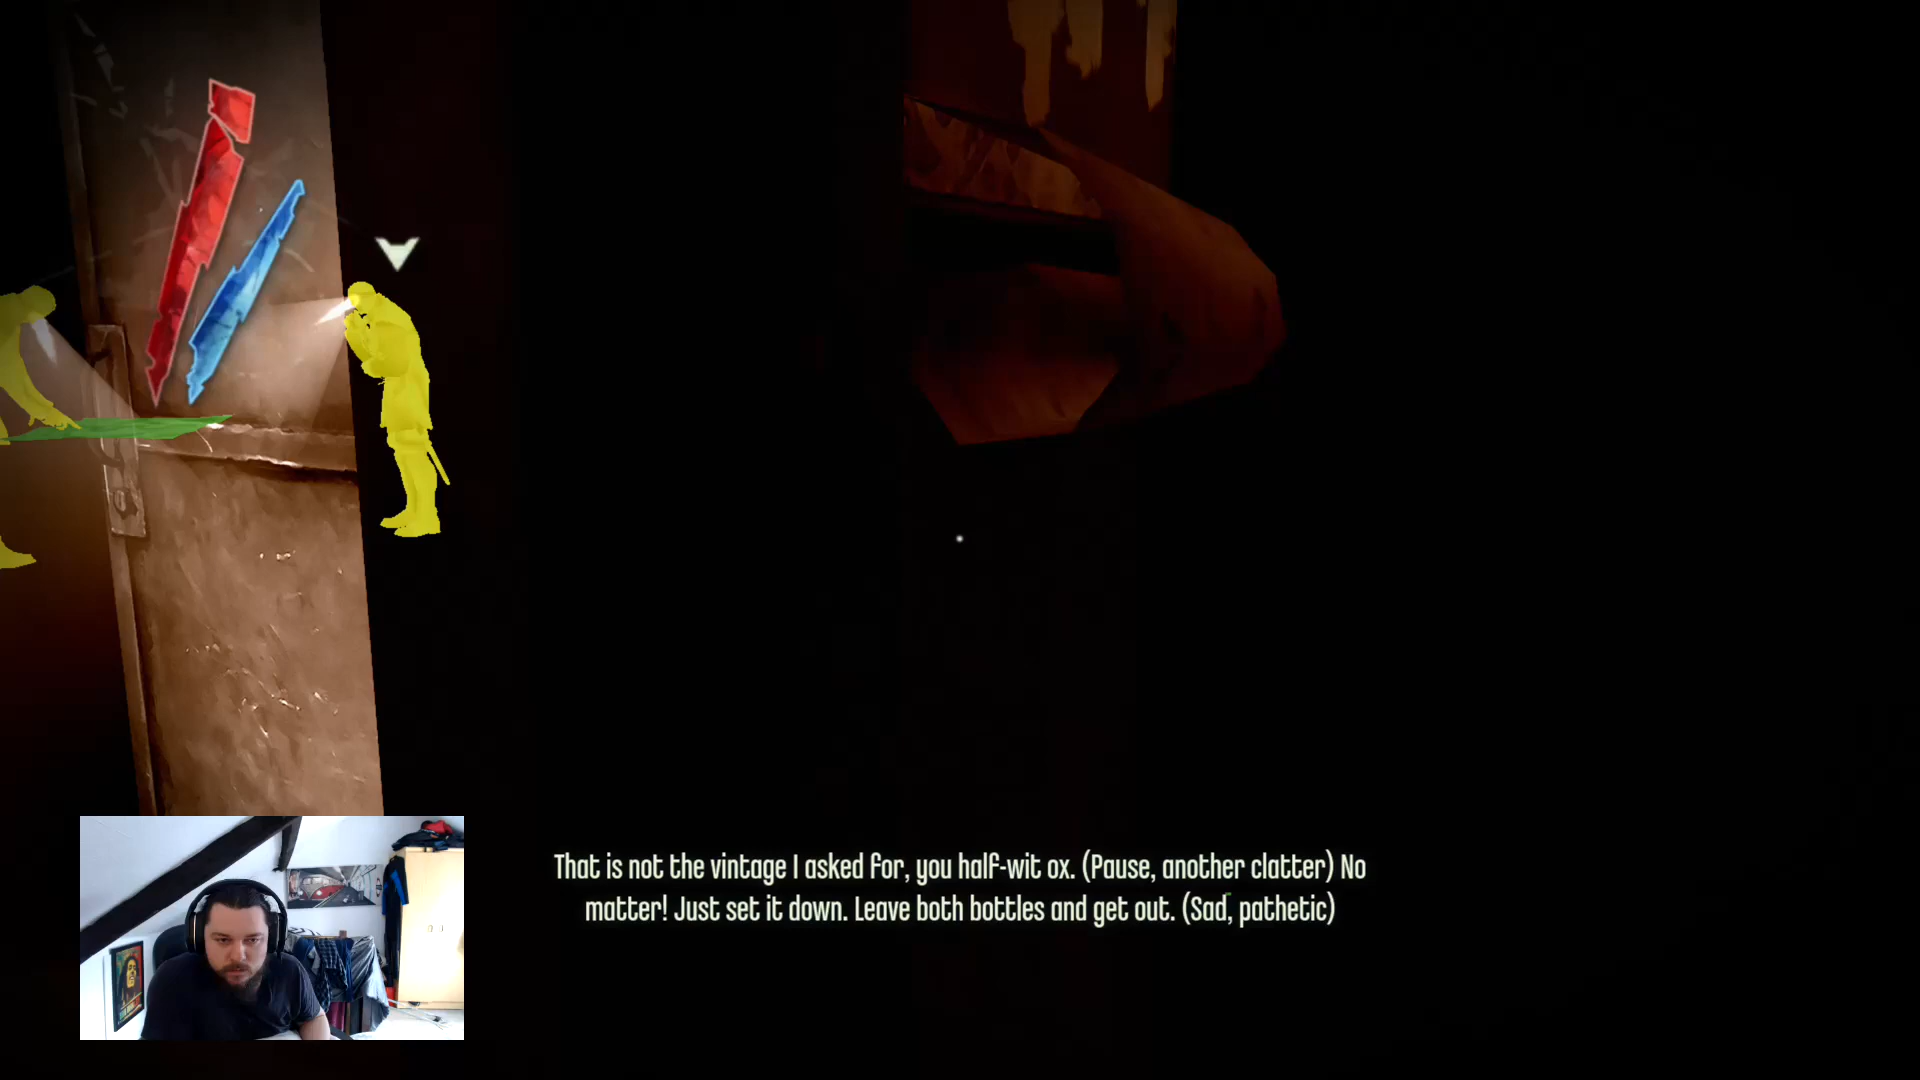 That is not the vintage I asked for, you half-wit ox. (Pause, another clatter) No
matter! Just set it down. Leave both bottles and get out. (Sad, pathetic)